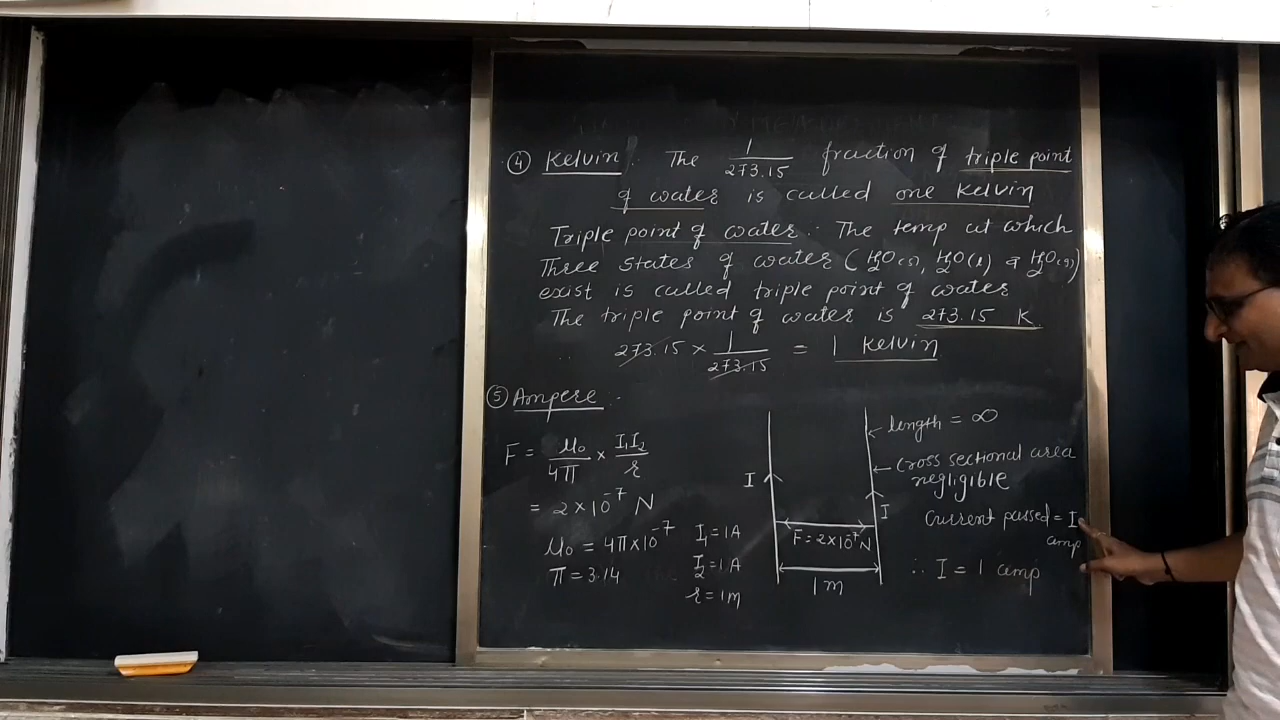 ④ Kelvin :- The 1/273.15 fraction of triple point
of water is called one Kelvin
Triple point of water :- The temp at which
Three states of water (H₂O(s), H₂O(l) & H₂O(g))
exist is called triple point of water
The triple point of water is 273.15 K.
∴ 273.15 × 1/273.15 = 1 Kelvin
⑤ Ampere :-
F = μ₀/4π × I₁I₂/r
= 2×10⁻⁷ N
μ₀ = 4π×10⁻⁷
π = 3.14
I₁ = 1A
I₂ = 1A
r = 1m
I
I
F = 2×10⁻⁷N
1 m
length = ∞
Cross sectional area
negligible
Current passed = I
amp
∴ I = 1 amp